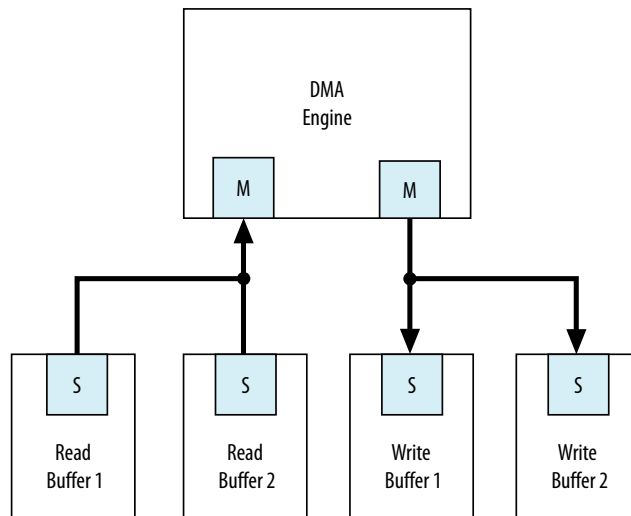 DMA
Engine
M
M
S
S
S
S
Read
Buffer 1
Read
Buffer 2
Write
Buffer 1
Write
Buffer 2